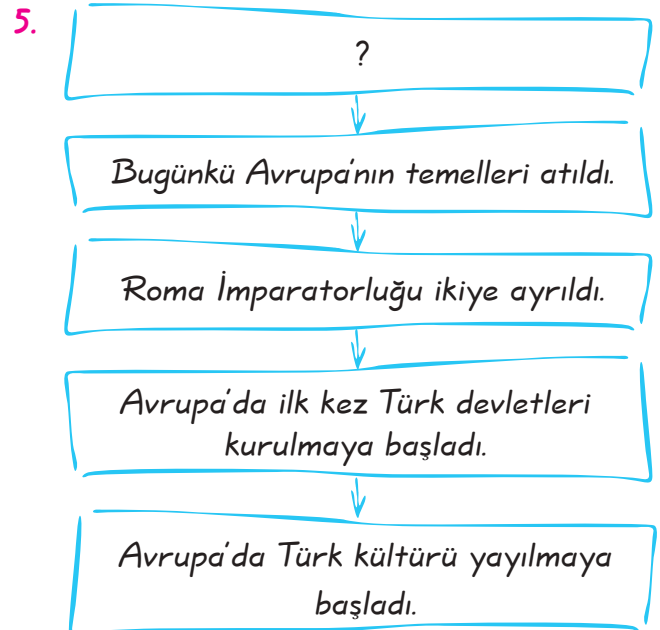 5.
?
Bugünkü Avrupa'nın temelleri atıldı.
Roma İmparatorluğu ikiye ayrıldı.
Avrupa'da ilk kez Türk devletleri
kurulmaya başladı.
Avrupa'da Türk kültürü yayılmaya
başladı.